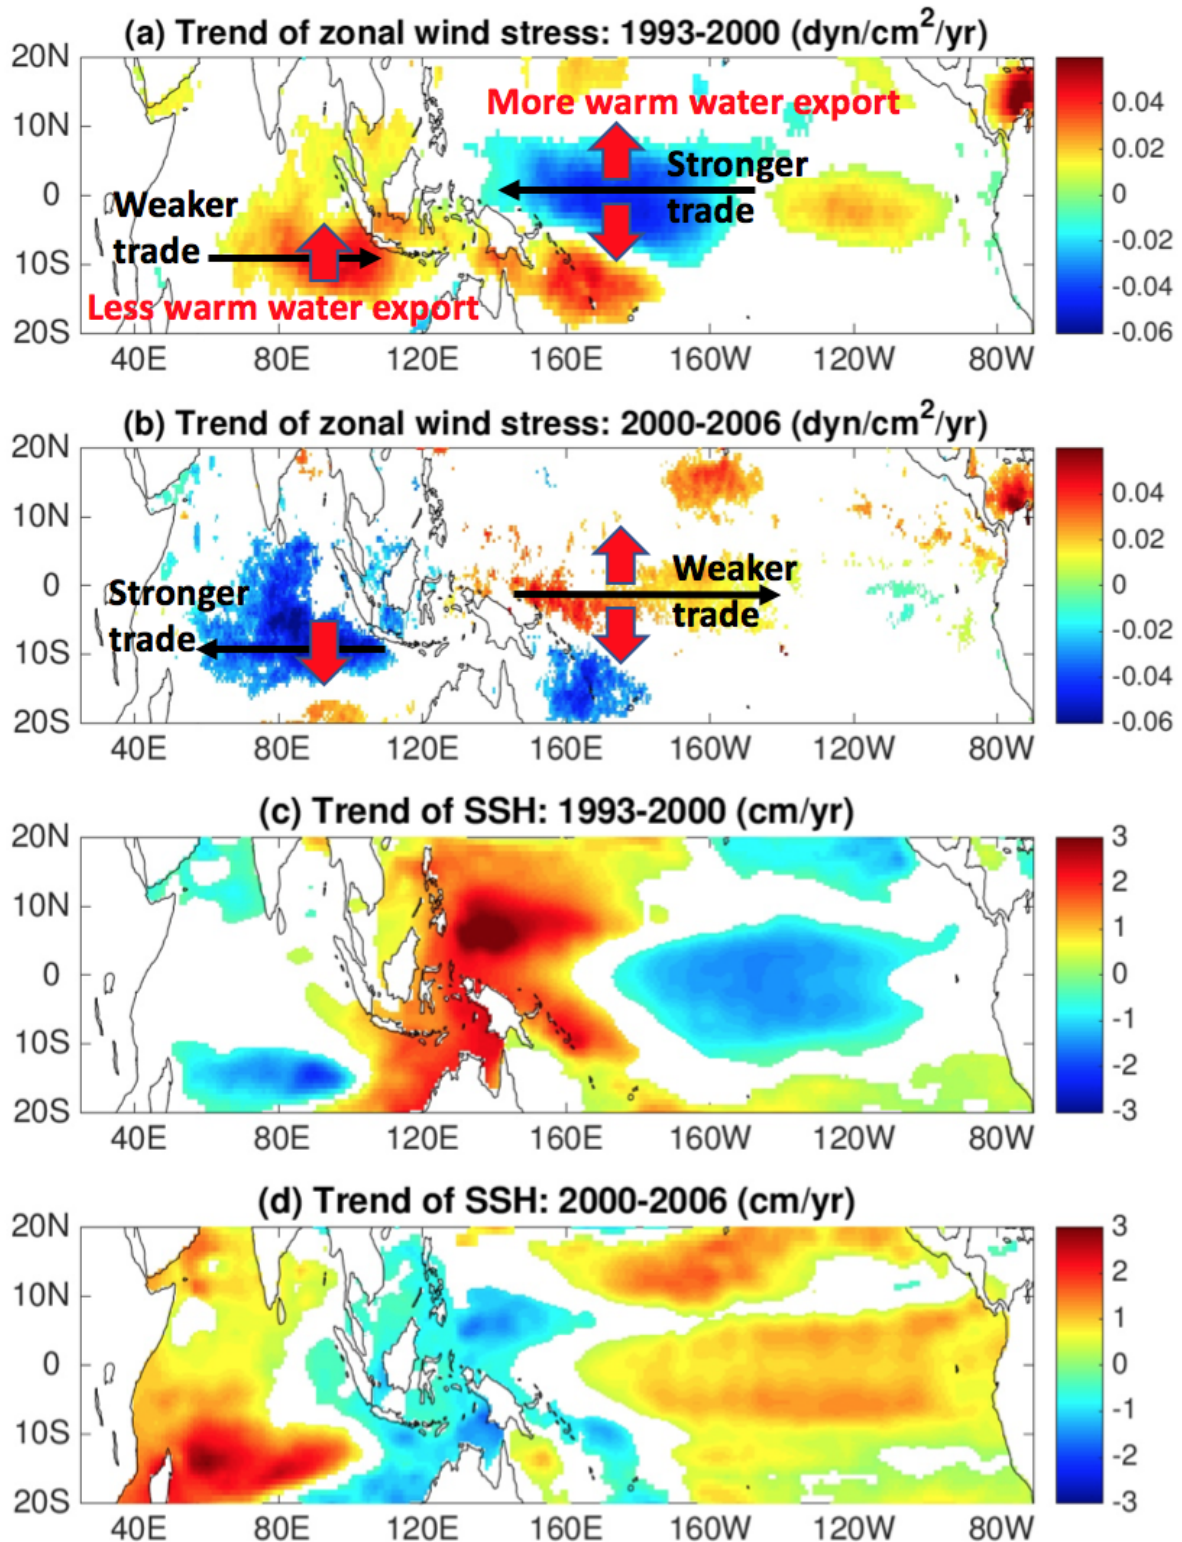 (a) Trend of zonal wind stress: 1993-2000 (dyn/cm²/yr)
20N
10N
0
10S
20S
More warm water export
Stronger
trade
Weaker
trade
Less warm water export
40E 80E 120E 160E 160W 120W 80W
0.04
0.02
0
-0.02
-0.04
-0.06
(b) Trend of zonal wind stress: 2000-2006 (dyn/cm²/yr)
20N
10N
0
10S
20S
Stronger
trade
Weaker
trade
40E 80E 120E 160E 160W 120W 80W
0.04
0.02
0
-0.02
-0.04
-0.06
(c) Trend of SSH: 1993-2000 (cm/yr)
20N
10N
0
10S
20S
40E 80E 120E 160E 160W 120W 80W
3
2
1
0
-1
-2
-3
(d) Trend of SSH: 2000-2006 (cm/yr)
20N
10N
0
10S
20S
40E 80E 120E 160E 160W 120W 80W
3
2
1
0
-1
-2
-3